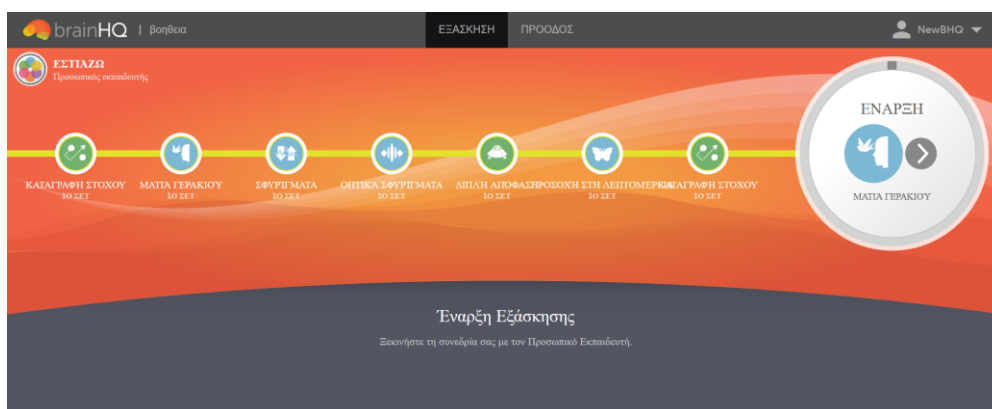 brainHQ | βοηθεια
ΕΞΑΣΚΗΣΗ ΠΡΟΟΔΟΣ
NewBHQ
ΕΣΤΙΑΖΩ
Προσωπικός εκπαιδευτής
ΚΑΤΑΓΡΑΦΗ ΣΤΟΧΟΥ
10 ΣΕΤ
ΜΑΤΙΑ ΓΕΡΑΚΙΟΥ
10 ΣΕΤ
ΣΦΥΡΙΓΜΑΤΑ
10 ΣΕΤ
ΟΠΤΙΚΑ ΣΦΥΡΙΓΜΑΤΑ
10 ΣΕΤ
ΔΙΠΛΗ ΑΠΟΦΑΣΗ
10 ΣΕΤ
ΠΡΟΣΟΧΗ ΣΤΗ ΛΕΠΤΟΜΕΡΕΙΑ
10 ΣΕΤ
ΚΑΤΑΓΡΑΦΗ ΣΤΟΧΟΥ
10 ΣΕΤ
ΕΝΑΡΞΗ
ΜΑΤΙΑ ΓΕΡΑΚΙΟΥ
Έναρξη Εξάσκησης
Ξεκινήστε τη συνεδρία σας με τον Προσωπικό Εκπαιδευτή.